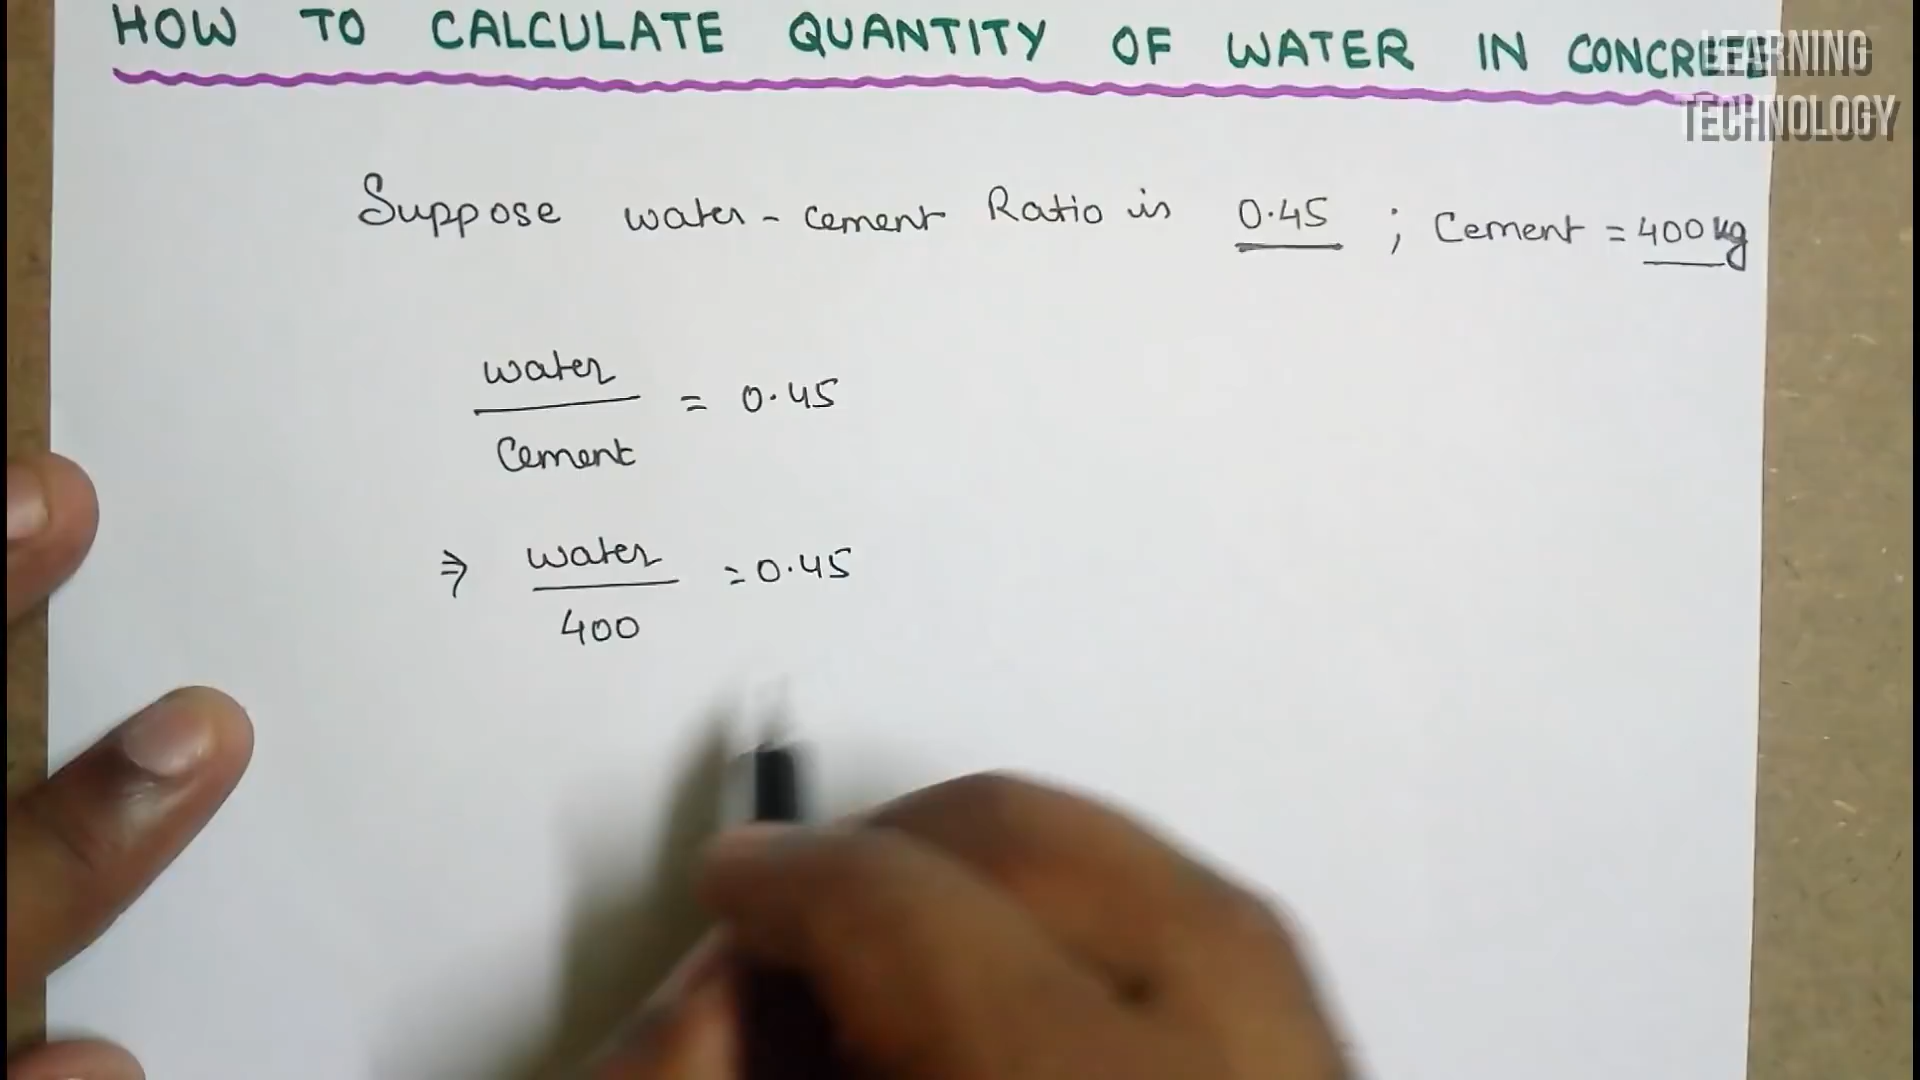 HOW TO CALCULATE QUANTITY OF WATER IN CONCRETE
LEARNING
TECHNOLOGY
Suppose water - cement Ratio is 0.45 ; Cement = 400 kg
water
= 0.45
Cement
⇒ water
= 0.45
400